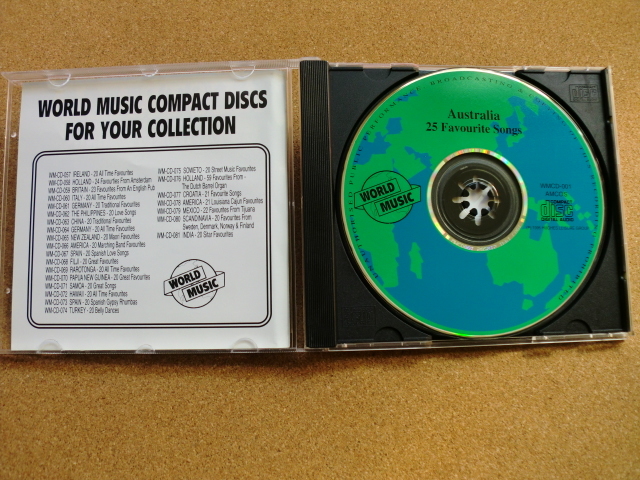 WORLD MUSIC COMPACT DISCS
FOR YOUR COLLECTION
WM-CD-057 IRELAND - 20 All Time Favourites
WM-CD-058 HOLLAND - 24 Favourites From Amsterdam
WM-CD-059 BRITAIN - 23 Favourites From An English Pub
WM-CD-060 ITALY - 20 All Time Favourites
WM-CD-061 GERMANY - 20 Traditional Favourites
WM-CD-062 THE PHILIPPINES - 20 Love Songs
WM-CD-063 CHINA - 20 Traditional Favourites
WM-CD-064 GERMANY - 20 All Time Favourites
WM-CD-065 NEW ZEALAND - 20 Maori Favourites
WM-CD-066 AMERICA - 20 Marching Band Favourites
WM-CD-067 SPAIN - 20 Spanish Love Songs
WM-CD-068 FIJI - 20 Great Favourites
WM-CD-069 RAROTONGA - 20 All Time Favourites
WM-CD-070 PAPUA NEW GUINEA - 20 Great Favourites
WM-CD-071 SAMOA - 20 Great Songs
WM-CD-072 HAWAII - 20 All Time Favourites
WM-CD-073 SPAIN - 20 Spanish Gypsy Rhumbas
WM-CD-074 TURKEY - 20 Belly Dances
WM-CD-075 SOWETO - 20 Street Music Favourites
WM-CD-076 HOLLAND - 59 Favourites From
The Dutch Barrel Organ
WM-CD-077 CROATIA - 21 Favourite Songs
WM-CD-078 AMERICA - 21 Louisiana Cajun Favourites
WM-CD-079 MEXICO - 22 Favourites From Tijuana
WM-CD-080 SCANDINAVIA - 20 Favourites From
Sweden, Denmark, Norway & Finland
WM-CD-081 INDIA - 20 Sitar Favourites
WORLD
MUSIC
Australia
25 Favourite Songs
WORLD
MUSIC
COMPACT
disc
DIGITAL AUDIO
PUBLIC PERFORMANCE BROADCASTING